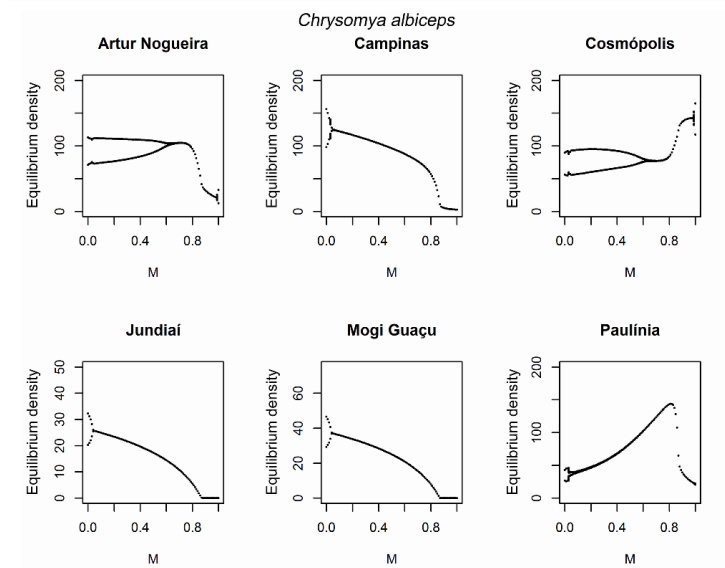 Chrysomya albiceps
Artur Nogueira Campinas Cosmópolis
Equilibrium density 0 100 200 0.0 0.4 0.8 M
Equilibrium density 0 100 200 0.0 0.4 0.8 M
Equilibrium density 0 100 200 0.0 0.4 0.8 M
Jundiaí Mogi Guaçu Paulínia
Equilibrium density 0 10 20 30 40 50 0.0 0.4 0.8 M
Equilibrium density 0 20 40 60 0.0 0.4 0.8 M
Equilibrium density 0 100 200 0.0 0.4 0.8 M